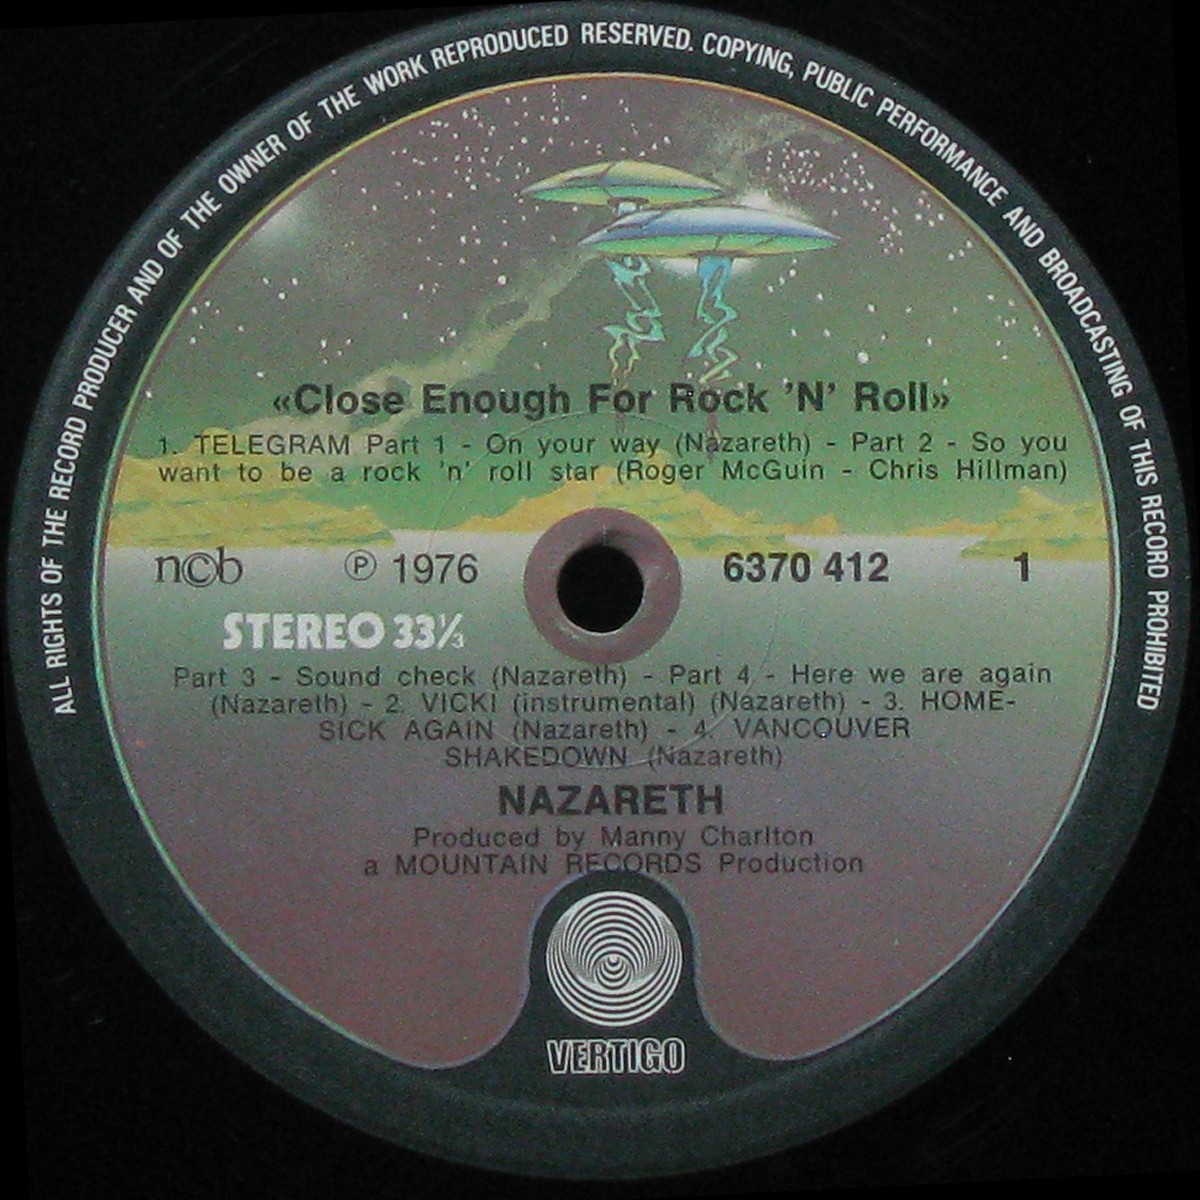 ALL RIGHTS OF THE RECORD PRODUCER AND OF THE OWNER OF THE WORK REPRODUCED RESERVED. COPYING, PUBLIC PERFORMANCE AND BROADCASTING OF THIS RECORD PROHIBITED
«Close Enough For Rock 'N' Roll»
1. TELEGRAM Part 1 - On your way (Nazareth) - Part 2 - So you
want to be a rock 'n' roll star (Roger McGuin - Chris Hillman)
n©b ℗ 1976 6370 412 1
STEREO 33⅓
Part 3 - Sound check (Nazareth) - Part 4 - Here we are again
(Nazareth) - 2. VICKI (instrumental) (Nazareth) - 3. HOME-
SICK AGAIN (Nazareth) - 4. VANCOUVER
SHAKEDOWN (Nazareth)
NAZARETH
Produced by Manny Charlton
a MOUNTAIN RECORDS Production
VERTIGO